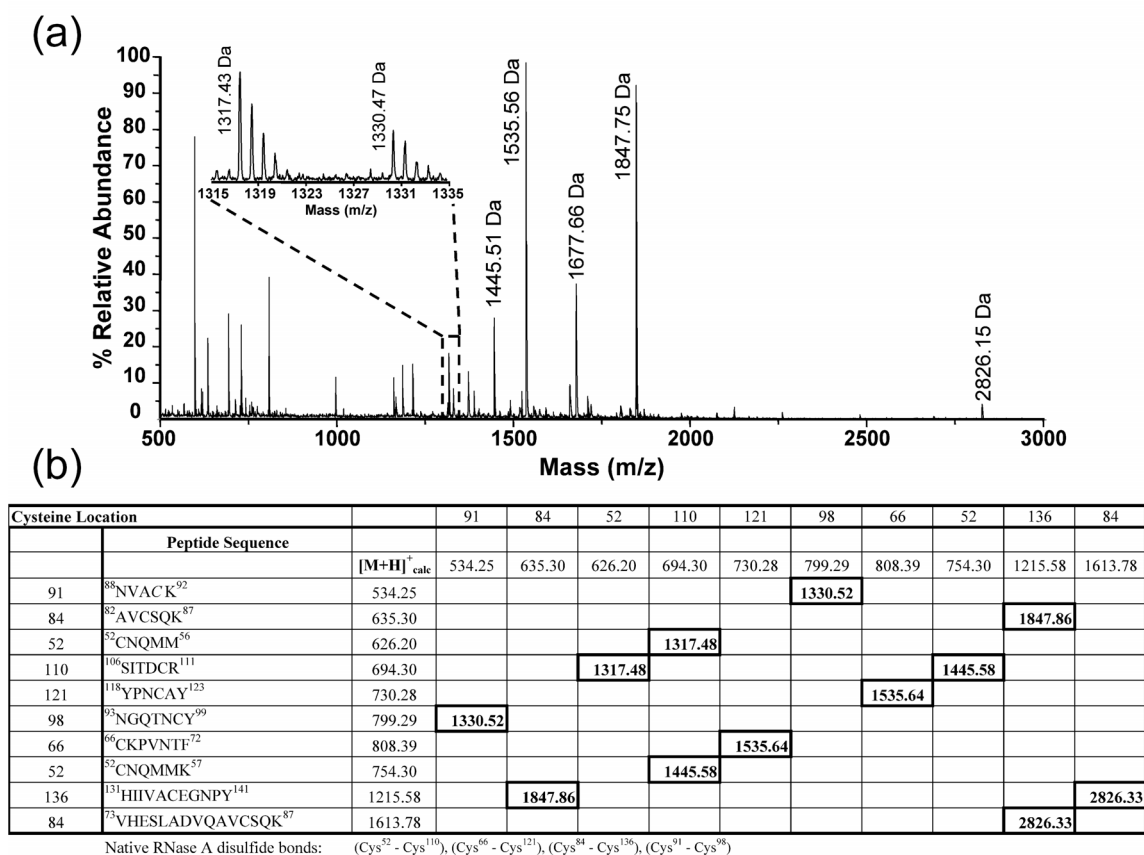 (a)
% Relative Abundance
100
90
80
70
60
50
40
30
20
10
0
1317.43 Da
1330.47 Da
1315 1319 1323 1327 1331 1335
Mass (m/z)
1445.51 Da
1535.56 Da
1677.66 Da
1847.75 Da
2826.15 Da
500 1000 1500 2000 2500 3000
Mass (m/z)
(b)
Cysteine Location 91 84 52 110 121 98 66 52 136 84
Peptide Sequence
[M+H]⁺calc 534.25 635.30 626.20 694.30 730.28 799.29 808.39 754.30 1215.58 1613.78
91 ⁸⁸NVACK⁹² 534.25 1330.52
84 ⁸²AVCSQK⁸⁷ 635.30 1847.86
52 ⁵²CNQMM⁵⁶ 626.20 1317.48
110 ¹⁰⁶SITDCR¹¹¹ 694.30 1317.48 1445.58
121 ¹¹⁸YPNCAY¹²³ 730.28 1535.64
98 ⁹³NGQTNCY⁹⁹ 799.29 1330.52
66 ⁶⁶CKPVNTF⁷² 808.39 1535.64
52 ⁵²CNQMMK⁵⁷ 754.30 1445.58
136 ¹³¹HIIVACEGNPY¹⁴¹ 1215.58 1847.86 2826.33
84 ⁷³VHESLADVQAVCSQK⁸⁷ 1613.78 2826.33
Native RNase A disulfide bonds: (Cys⁵² - Cys¹¹⁰), (Cys⁶⁶ - Cys¹²¹), (Cys⁸⁴ - Cys¹³⁶), (Cys⁹¹ - Cys⁹⁸)